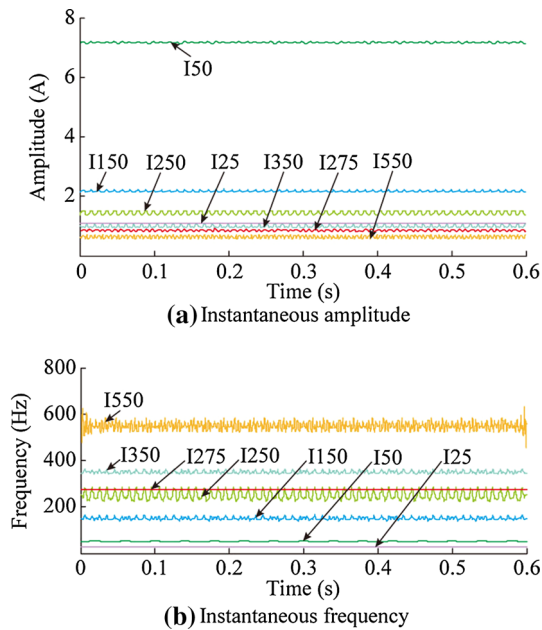 8
6
4
2
Amplitude (A)
I50
I150 I250 I25 I350 I275 I550
0 0.1 0.2 0.3 0.4 0.5 0.6
Time (s)
(a) Instantaneous amplitude
800
600
400
200
Frequency (Hz)
I550
I350 I275 I250 I150 I50 I25
0 0.1 0.2 0.3 0.4 0.5 0.6
Time (s)
(b) Instantaneous frequency